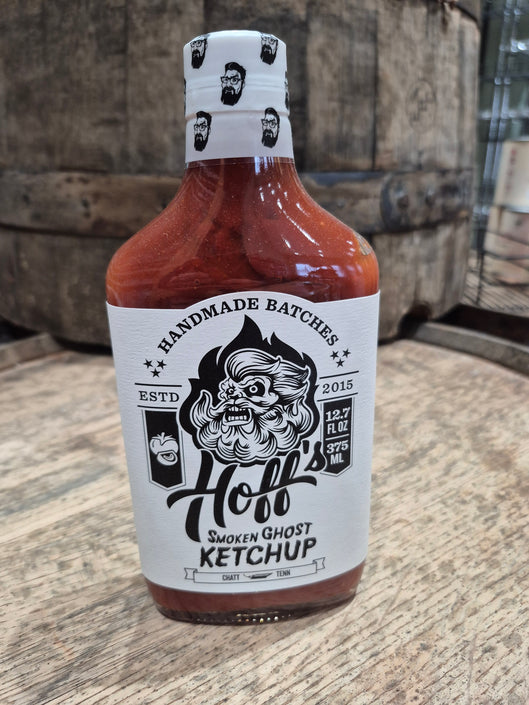 HANDMADE BATCHES
ESTD 2015
12.7
FL OZ
375
ML
Hoff's
SMOKEN GHOST
KETCHUP
CHATT TENN